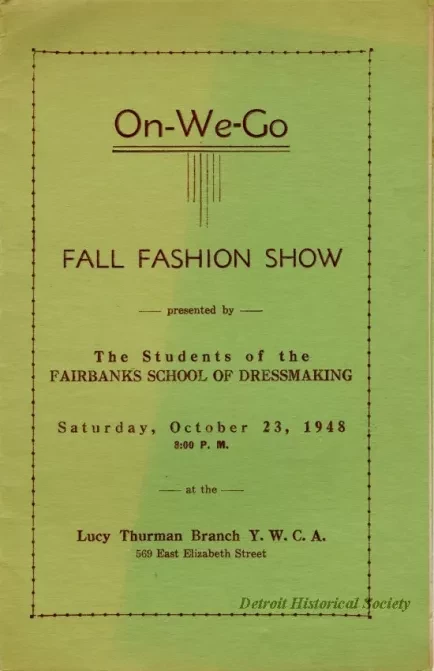 On-We-Go
FALL FASHION SHOW
presented by
The Students of the
FAIRBANKS SCHOOL OF DRESSMAKING
Saturday, October 23, 1948
8:00 P. M.
at the
Lucy Thurman Branch Y. W. C. A.
569 East Elizabeth Street
Detroit Historical Society